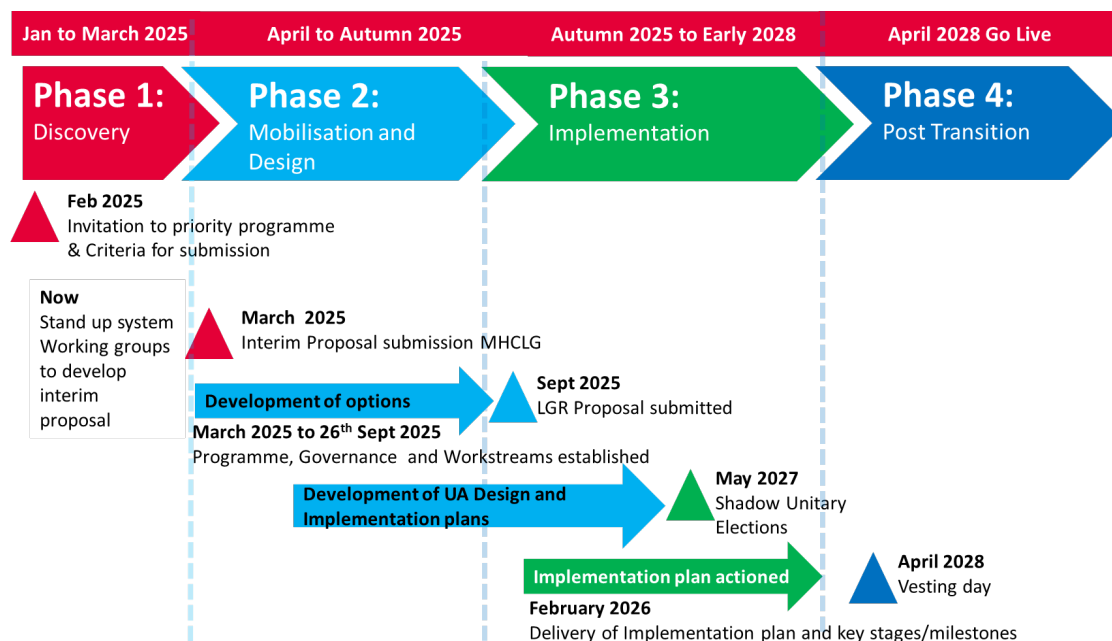 Jan to March 2025
April to Autumn 2025
Autumn 2025 to Early 2028
April 2028 Go Live
Phase 1:
Discovery
Phase 2:
Mobilisation and
Design
Phase 3:
Implementation
Phase 4:
Post Transition
Feb 2025
Invitation to priority programme
& Criteria for submission
Now
Stand up system
Working groups
to develop
interim
proposal
March 2025
Interim Proposal submission MHCLG
Development of options
Sept 2025
LGR Proposal submitted
March 2025 to 26th Sept 2025
Programme, Governance and Workstreams established
Development of UA Design and
Implementation plans
May 2027
Shadow Unitary
Elections
Implementation plan actioned
April 2028
Vesting day
February 2026
Delivery of Implementation plan and key stages/milestones